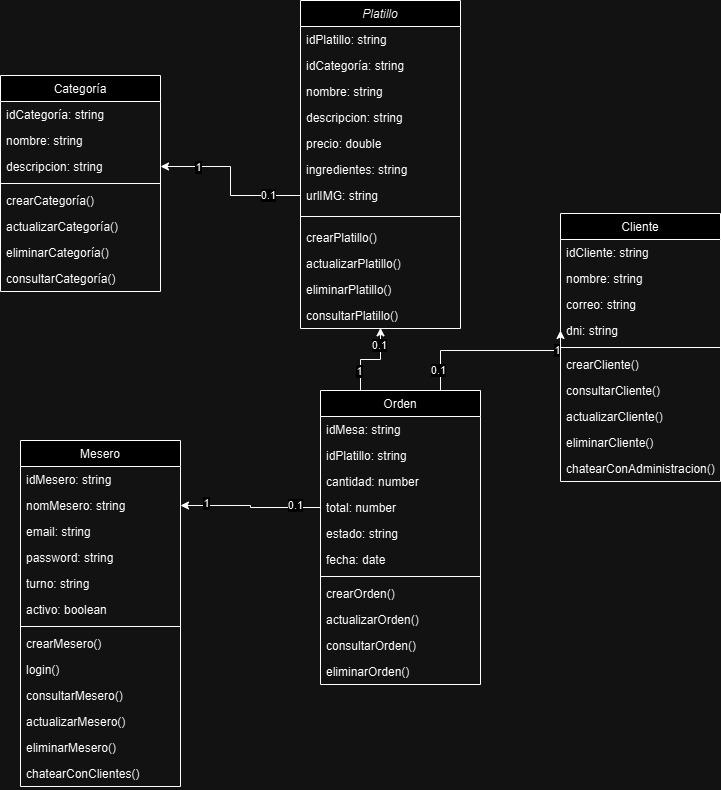 Platillo
idPlatillo: string
idCategoría: string
nombre: string
descripcion: string
precio: double
ingredientes: string
urlIMG: string
crearPlatillo()
actualizarPlatillo()
eliminarPlatillo()
consultarPlatillo()
Categoría
idCategoría: string
nombre: string
descripcion: string
crearCategoría()
actualizarCategoría()
eliminarCategoría()
consultarCategoría()
1
0.1
Cliente
idCliente: string
nombre: string
correo: string
dni: string
crearCliente()
consultarCliente()
actualizarCliente()
eliminarCliente()
chatearConAdministracion()
0.1
1
1
0.1
Orden
idMesa: string
idPlatillo: string
cantidad: number
total: number
estado: string
fecha: date
crearOrden()
actualizarOrden()
consultarOrden()
eliminarOrden()
Mesero
idMesero: string
nomMesero: string
email: string
password: string
turno: string
activo: boolean
crearMesero()
login()
consultarMesero()
actualizarMesero()
eliminarMesero()
chatearConClientes()
1
0.1